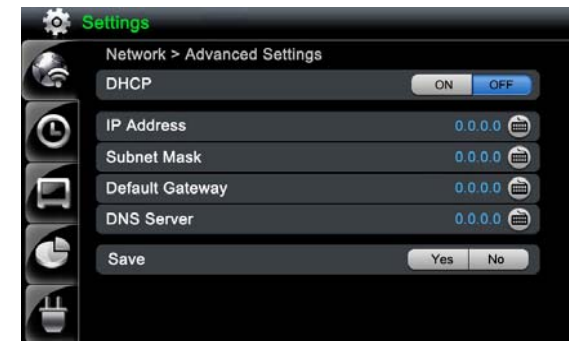 Settings
Network > Advanced Settings
DHCP ON OFF
IP Address 0.0.0.0
Subnet Mask 0.0.0.0
Default Gateway 0.0.0.0
DNS Server 0.0.0.0
Save Yes No